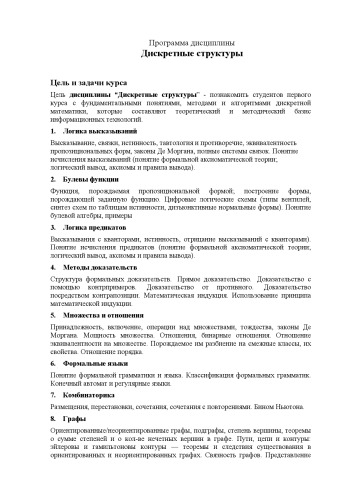 Программа дисциплины
Дискретные структуры
Цель и задачи курса
Цель дисциплины “Дискретные структуры” - познакомить студентов первого
курса с фундаментальными понятиями, методами и алгоритмами дискретной
математики, которые составляют теоретический и методический базис
информационных технологий.
1. Логика высказываний
Высказывание, связки, истинность, тавтология и противоречие, эквивалентность
пропозициональных форм, законы Де Моргана, полные системы связок. Понятие
исчисления высказываний (понятие формальной аксиоматической теории;
логический вывод, аксиомы и правила вывода).
2. Булевы функции
Функция, порождаемая пропозициональной формой; построение формы,
порождающей заданную функцию. Цифровые логические схемы (типы вентилей,
синтез схем по таблицам истинности, дизъюнктивные нормальные формы). Понятие
булевой алгебры, примеры
3. Логика предикатов
Высказывания с кванторами, истинность, отрицание высказываний с кванторами).
Понятие исчисления предикатов (понятие формальной аксиоматической теории;
логический вывод, аксиомы и правила вывода).
4. Методы доказательств
Структура формальных доказательств. Прямое доказательство. Доказательство с
помощью контрпримеров. Доказательство от противного. Доказательство
посредством контрапозиции. Математическая индукция. Использование принципа
математической индукции.
5. Множества и отношения
Принадлежность, включение, операции над множествами, тождества, законы Де
Моргана. Мощность множества. Отношения, бинарные отношения. Отношение
эквивалентности на множестве. Порождаемое им разбиение на смежные классы, их
свойства. Отношение порядка.
6. Формальные языки
Понятие формальной грамматики и языка. Классификация формальных грамматик.
Конечный автомат и регулярные языки.
7. Комбинаторика
Размещения, перестановки, сочетания, сочетания с повторениями. Бином Ньютона.
8. Графы
Ориентированные/неориентированные графы, подграфы, степень вершины, теоремы
о сумме степеней и о кол-ве нечетных вершин в графе. Пути, цепи и контуры:
эйлеровы и гамильтоновы контуры — теоремы и следствия существования в
ориентированных и неориентированных графах. Связность графов. Представление